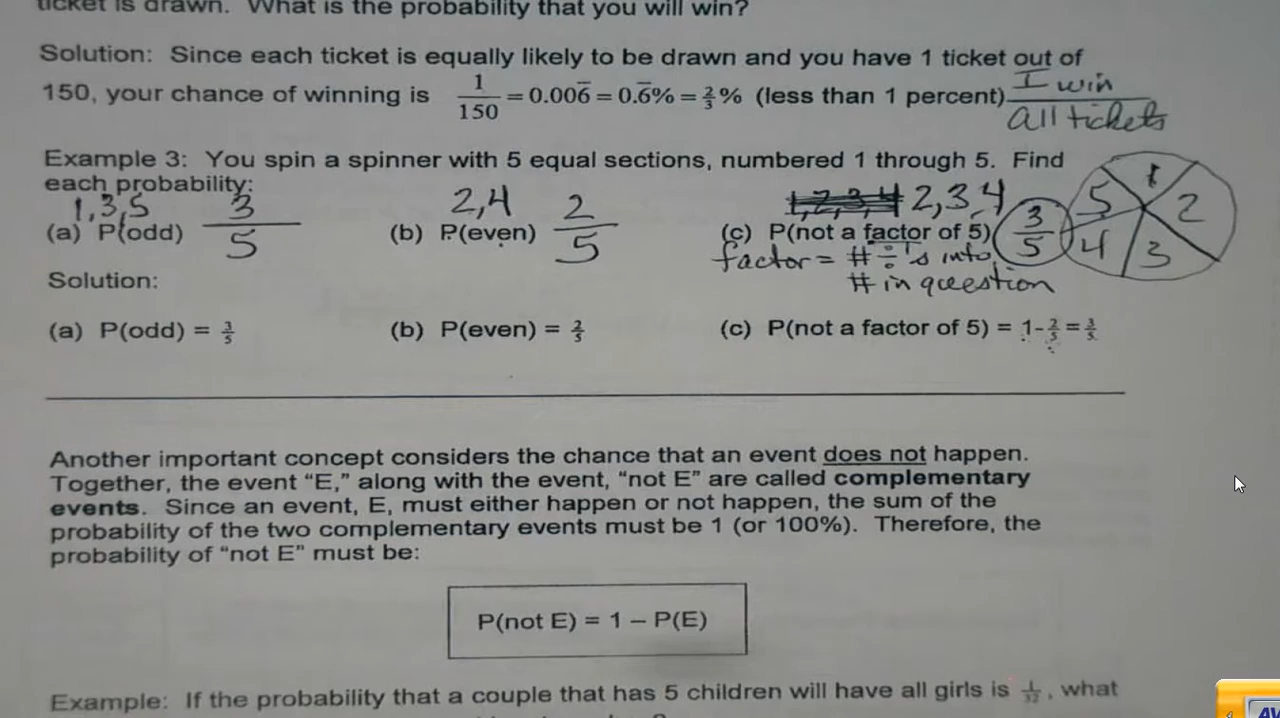 ticket is drawn. What is the probability that you will win?
Solution: Since each ticket is equally likely to be drawn and you have 1 ticket out of
150, your chance of winning is 1/150 = 0.006̅ = 0.6̅% = 2/3% (less than 1 percent) I win / All tickets
Example 3: You spin a spinner with 5 equal sections, numbered 1 through 5. Find
each probability:
1,3,5 2,4 1,2,3,4 2,3,4
(a) P(odd) 3/5 (b) P(even) 2/5 (c) P(not a factor of 5) 3/5
1 2 3 4 5
factor = # ÷'s into
# in question
Solution:
(a) P(odd) = 3/5 (b) P(even) = 2/5 (c) P(not a factor of 5) = 1-2/5 = 3/5
Another important concept considers the chance that an event does not happen.
Together, the event "E," along with the event, "not E" are called complementary
events. Since an event, E, must either happen or not happen, the sum of the
probability of the two complementary events must be 1 (or 100%). Therefore, the
probability of "not E" must be:
P(not E) = 1 – P(E)
Example: If the probability that a couple that has 5 children will have all girls is 1/32, what